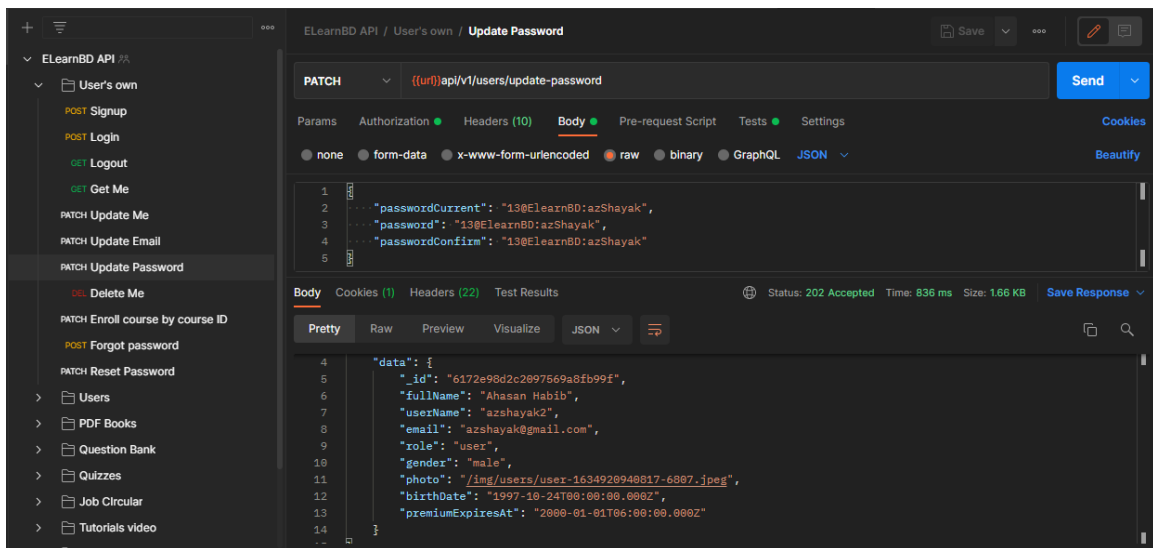 ELearnBD API
User's own
POST Signup
POST Login
GET Logout
GET Get Me
PATCH Update Me
PATCH Update Email
PATCH Update Password
DEL Delete Me
PATCH Enroll course by course ID
POST Forgot password
PATCH Reset Password
Users
PDF Books
Question Bank
Quizzes
Job CIrcular
Tutorials video
ELearnBD API / User's own / Update Password
Save
PATCH {{url}}api/v1/users/update-password Send
Params Authorization Headers (10) Body Pre-request Script Tests Settings Cookies
none form-data x-www-form-urlencoded raw binary GraphQL JSON Beautify
1 {
2 "passwordCurrent": "13@ElearnBD:azShayak",
3 "password": "13@ElearnBD:azShayak",
4 "passwordConfirm": "13@ElearnBD:azShayak"
5 }
Body Cookies (1) Headers (22) Test Results Status: 202 Accepted Time: 836 ms Size: 1.66 KB Save Response
Pretty Raw Preview Visualize JSON
4 "data": {
5 "_id": "6172e98d2c2097569a8fb99f",
6 "fullName": "Ahasan Habib",
7 "userName": "azshayak2",
8 "email": "azshayak@gmail.com",
9 "role": "user",
10 "gender": "male",
11 "photo": "/img/users/user-1634920940817-6807.jpeg",
12 "birthDate": "1997-10-24T00:00:00.000Z",
13 "premiumExpiresAt": "2000-01-01T06:00:00.000Z"
14 }